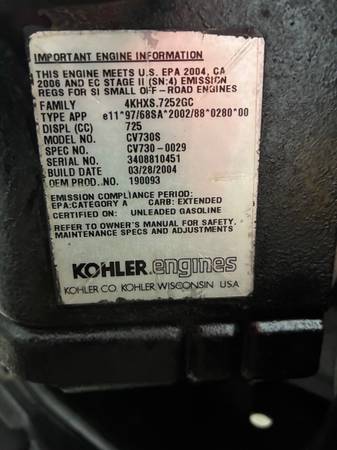 IMPORTANT ENGINE INFORMATION
THIS ENGINE MEETS U.S. EPA 2004, CA
2006 AND EC STAGE II (SN:4) EMISSION
REGS FOR SI SMALL OFF-ROAD ENGINES
FAMILY 4KHXS.7252GC
TYPE APP e11*97/68SA*2002/88*0280*00
DISPL (CC) 725
MODEL NO. CV730S
SPEC NO. CV730-0029
SERIAL NO. 3408810451
BUILD DATE 03/28/2004
OEM PROD. NO. 190093
EMISSION COMPLIANCE PERIOD:
EPA:CATEGORY A CARB: EXTENDED
CERTIFIED ON: UNLEADED GASOLINE
REFER TO OWNER'S MANUAL FOR SAFETY,
MAINTENANCE SPECS AND ADJUSTMENTS
KOHLER engines
KOHLER CO. KOHLER, WISCONSIN USA